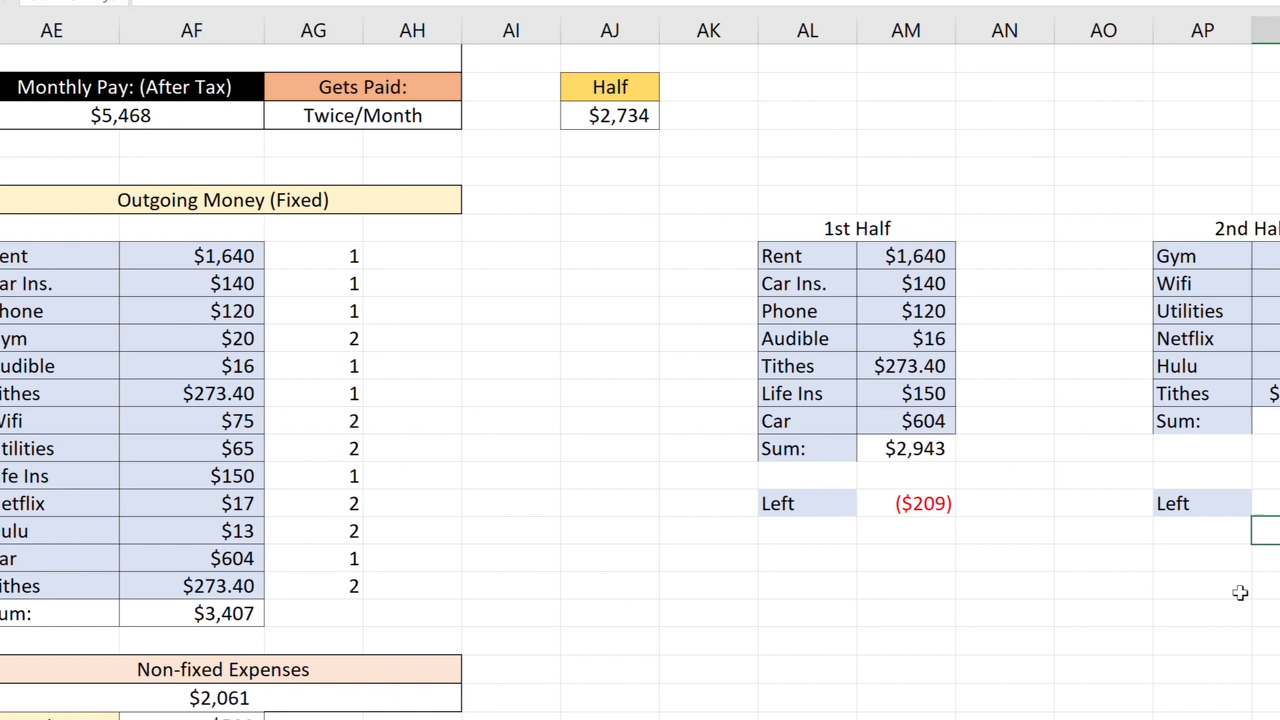 AE AF AG AH AI AJ AK AL AM AN AO AP
Monthly Pay: (After Tax) Gets Paid: Half
$5,468 Twice/Month $2,734
Outgoing Money (Fixed)
1st Half 2nd Hal
ent $1,640 1 Rent $1,640 Gym
ar Ins. $140 1 Car Ins. $140 Wifi
hone $120 1 Phone $120 Utilities
ym $20 2 Audible $16 Netflix
udible $16 1 Tithes $273.40 Hulu
ithes $273.40 1 Life Ins $150 Tithes $
Wifi $75 2 Car $604 Sum:
tilities $65 2 Sum: $2,943
fe Ins $150 1
etflix $17 2 Left ($209) Left
ulu $13 2
ar $604 1
ithes $273.40 2
um: $3,407
Non-fixed Expenses
$2,061